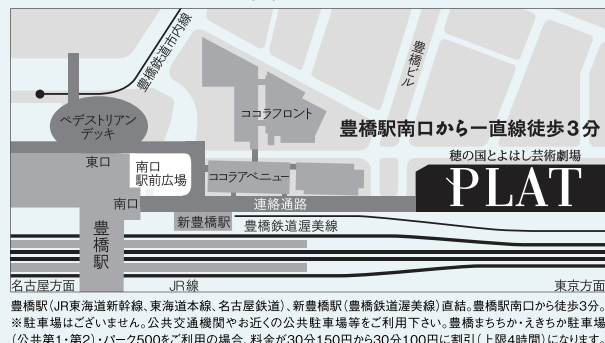 豊橋鉄道市内線
豊橋ビル
ペデストリアン
デッキ
ココラフロント
豊橋駅南口から一直線徒歩3分
穂の国とよはし芸術劇場
PLAT
東口
南口
駅前広場
ココラアベニュー
南口
連絡通路
新豊橋駅
豊橋鉄道渥美線
豊橋駅
名古屋方面
JR線
東京方面
豊橋駅(JR東海道新幹線、東海道本線、名古屋鉄道)、新豊橋駅(豊橋鉄道渥美線)直結。豊橋駅南口から徒歩3分。
※駐車場はございません。公共交通機関やお近くの公共駐車場等をご利用下さい。豊橋まちちか・えきちか駐車場
(公共第1・第2)・パーク500をご利用の場合、料金が30分150円から30分100円に割引(上限4時間)になります。